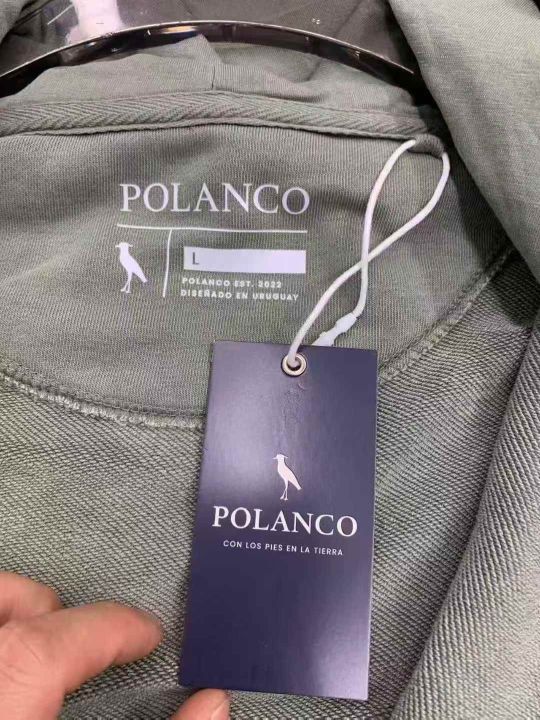 POLANCO
L
POLANCO EST. 2022
DISEÑADO EN URUGUAY
POLANCO
CON LOS PIES EN LA TIERRA